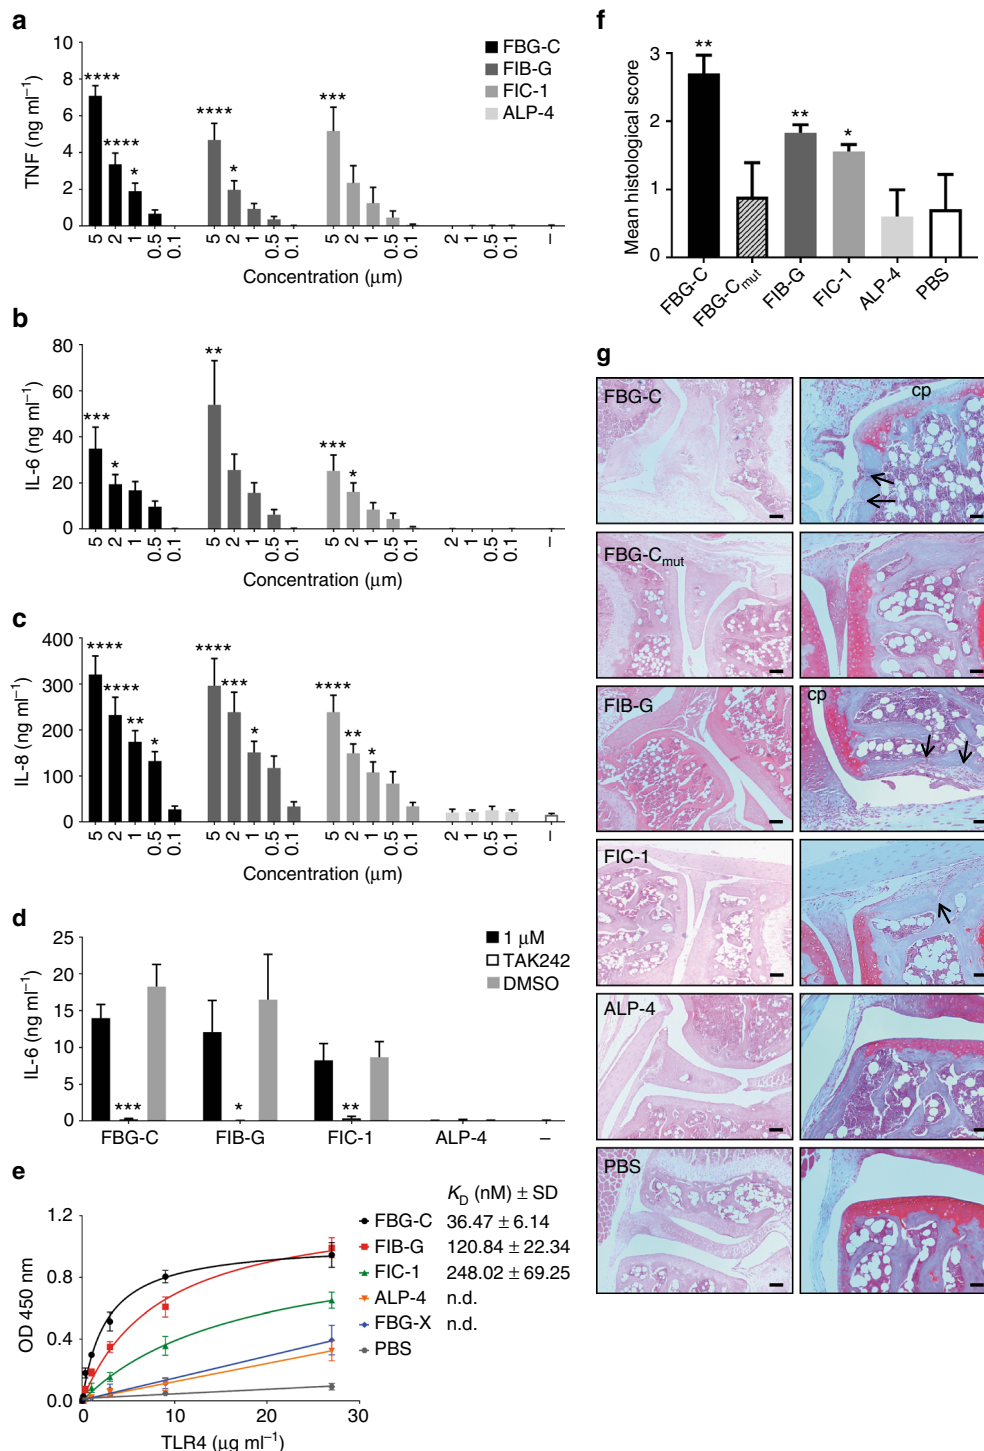 a
10
8
6
4
2
0
TNF (ng ml⁻¹)
**** **** *
**** *
***
FBG-C
FIB-G
FIC-1
ALP-4
5 2 1 0.5 0.1 5 2 1 0.5 0.1 5 2 1 0.5 0.1 2 1 0.5 0.1 –
Concentration (μm)
b
80
60
40
20
0
IL-6 (ng ml⁻¹)
*** *
**
*** *
5 2 1 0.5 0.1 5 2 1 0.5 0.1 5 2 1 0.5 0.1 2 1 0.5 0.1 –
Concentration (μm)
c
400
300
200
100
0
IL-8 (ng ml⁻¹)
**** **** ** *
**** *** *
**** ** *
5 2 1 0.5 0.1 5 2 1 0.5 0.1 5 2 1 0.5 0.1 2 1 0.5 0.1 –
Concentration (μm)
d
25
20
15
10
5
0
IL-6 (ng ml⁻¹)
1 μM
TAK242
DMSO
*** * **
FBG-C FIB-G FIC-1 ALP-4 –
e
1.2
0.8
0.4
0.0
OD 450 nm
0 10 20 30
TLR4 (μg ml⁻¹)
K_D (nM) ± SD
FBG-C 36.47 ± 6.14
FIB-G 120.84 ± 22.34
FIC-1 248.02 ± 69.25
ALP-4 n.d.
FBG-X n.d.
PBS
f
3
2
1
0
Mean histological score
** ** *
FBG-C FBG-C_mut FIB-G FIC-1 ALP-4 PBS
g
FBG-C
cp
FBG-C_mut
FIB-G
cp
FIC-1
ALP-4
PBS